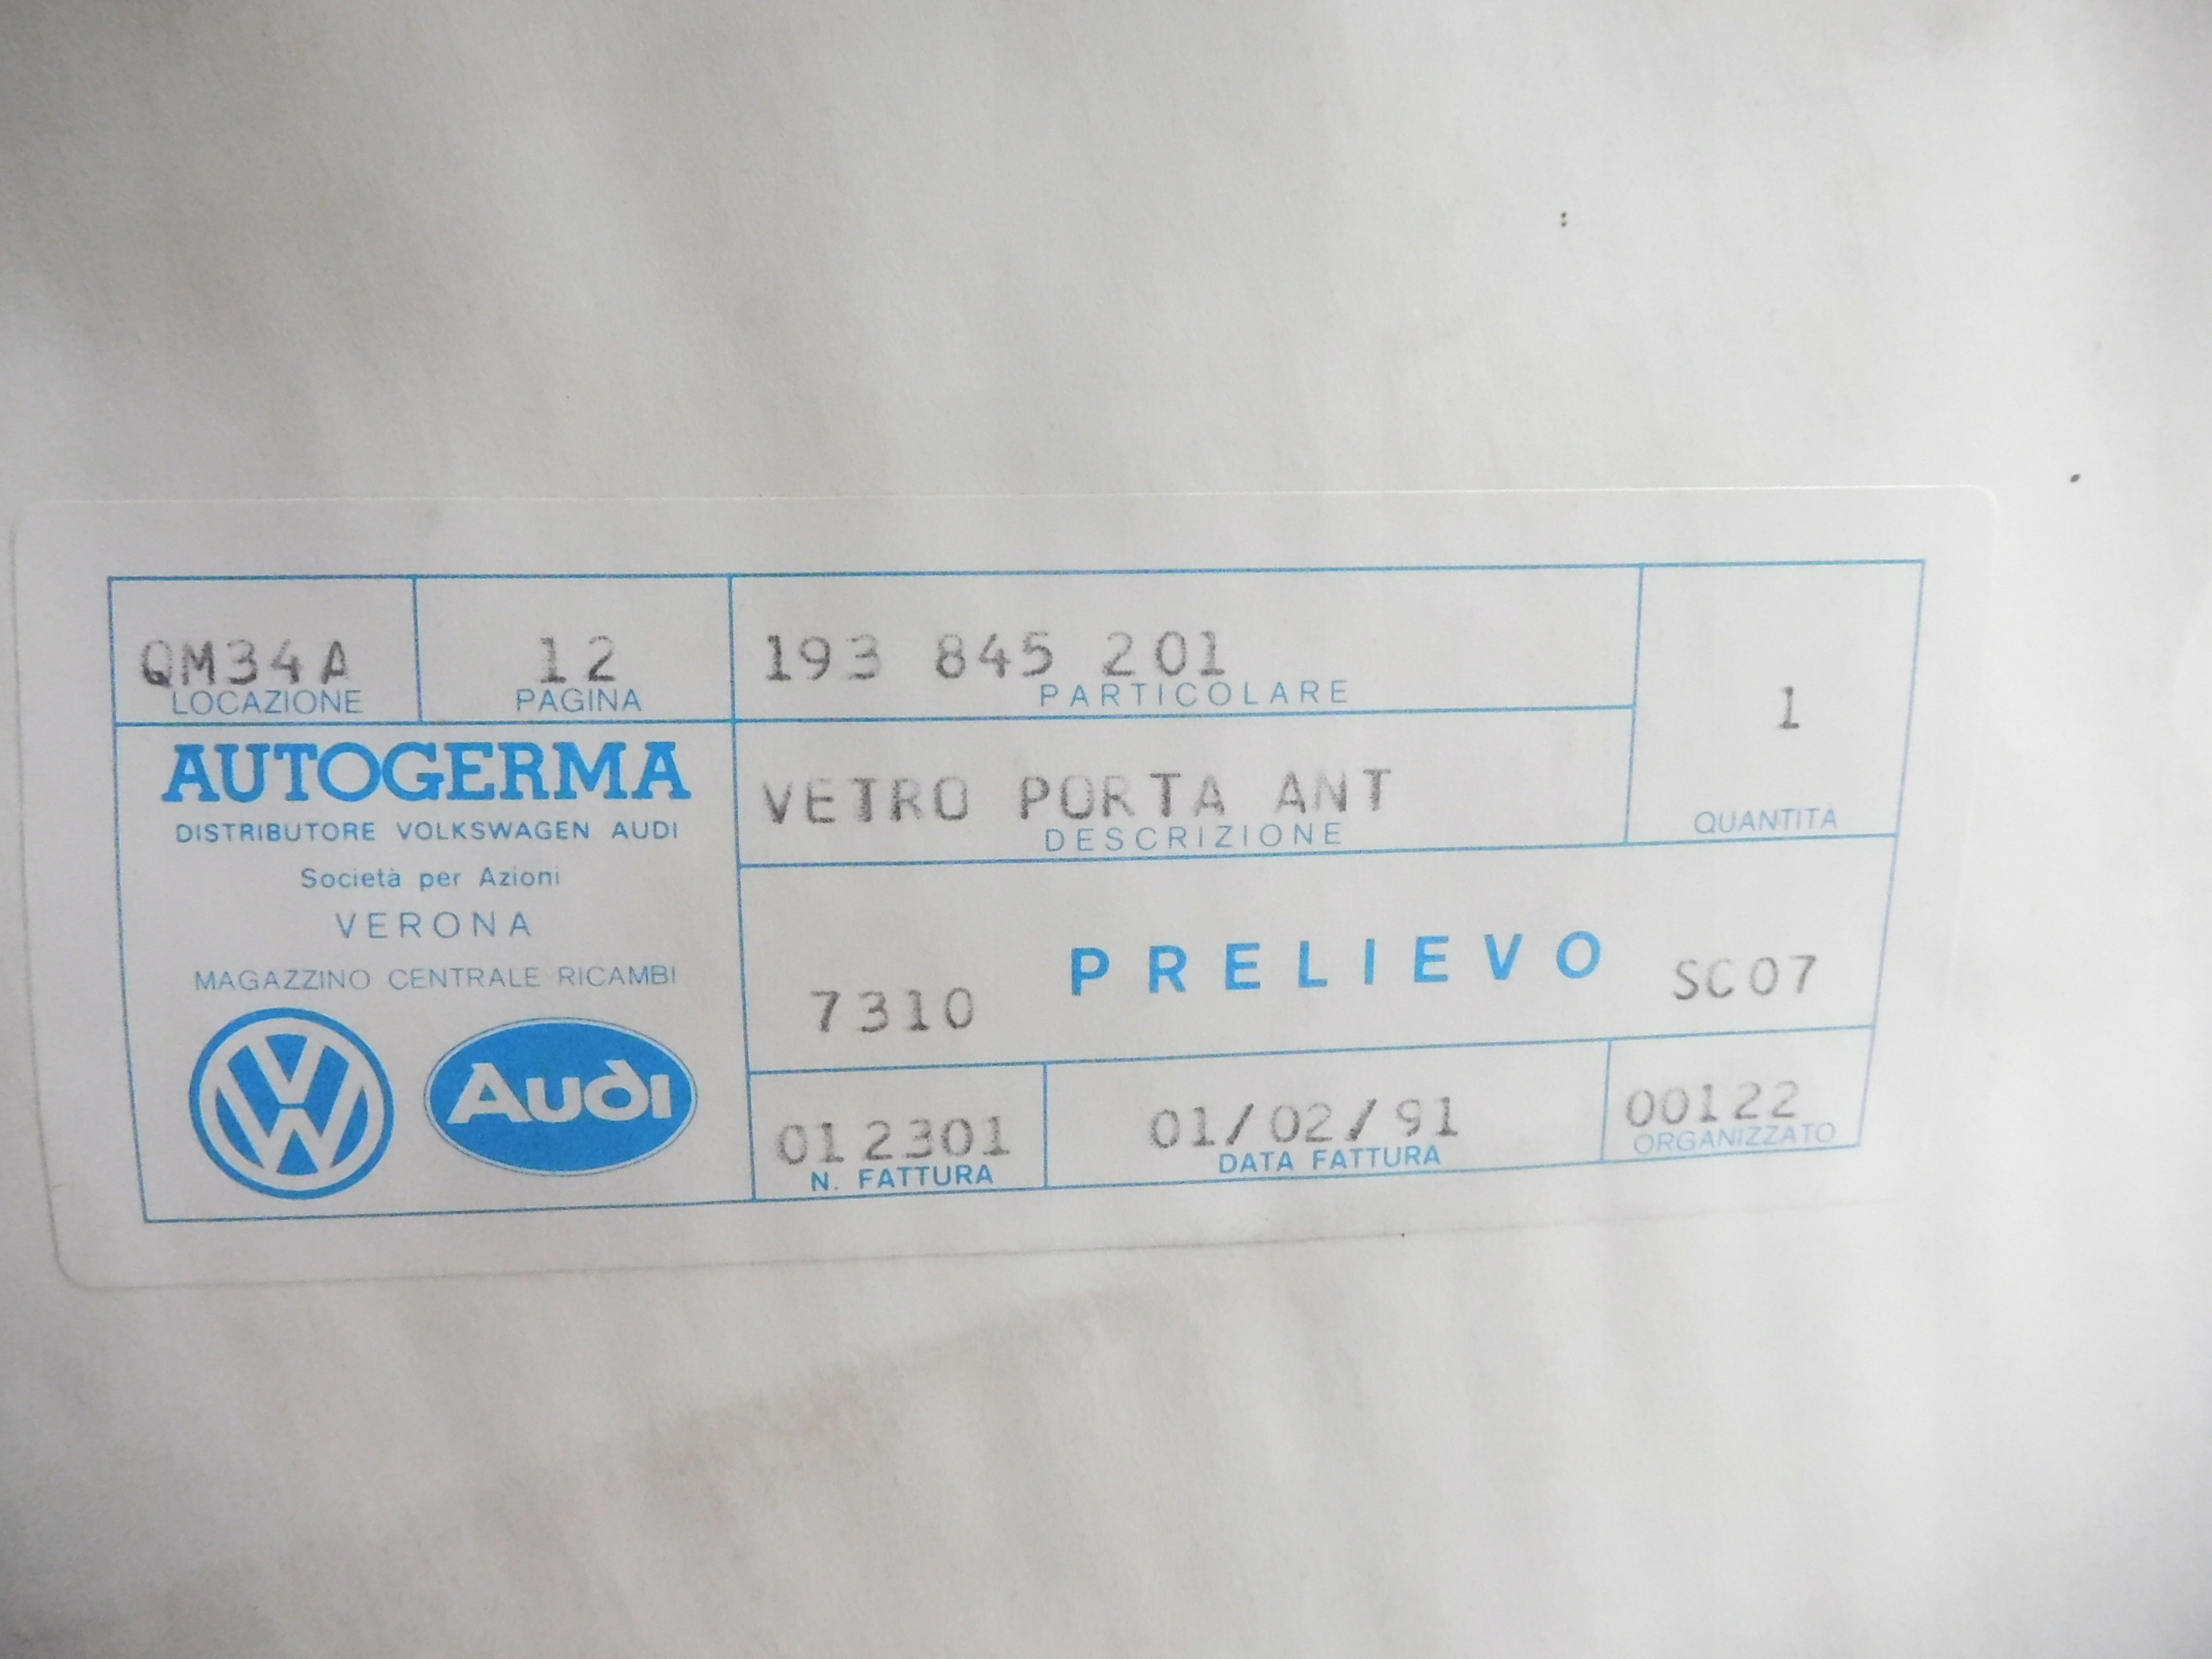 QM34A 12 193 845 201
LOCAZIONE PAGINA PARTICOLARE
1
QUANTITÀ
AUTOGERMA
DISTRIBUTORE VOLKSWAGEN AUDI
Società per Azioni
VERONA
MAGAZZINO CENTRALE RICAMBI
VW Audi
VETRO PORTA ANT
DESCRIZIONE
7310 PRELIEVO SC07
012301 01/02/91 00122
N. FATTURA DATA FATTURA ORGANIZZATO